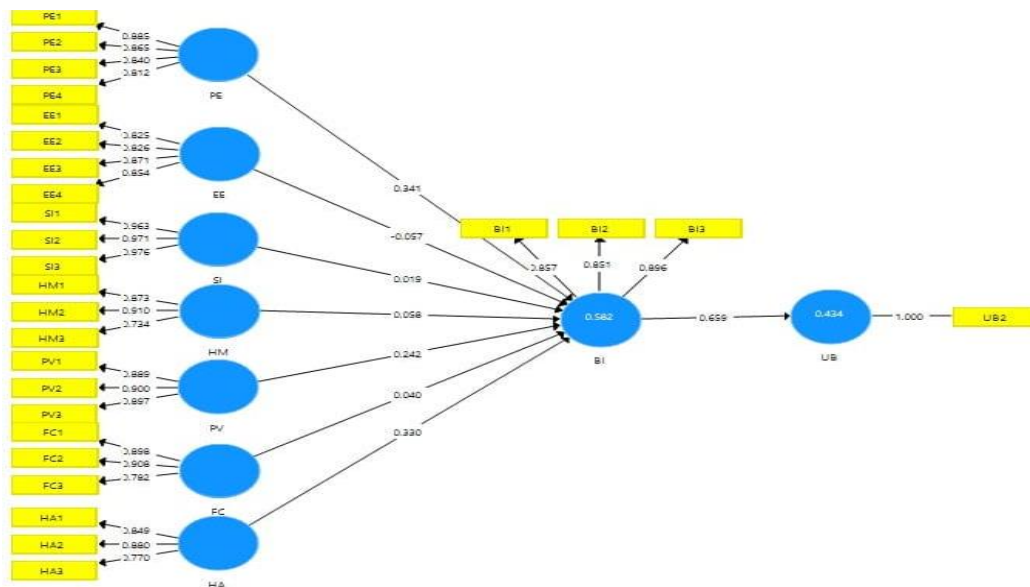 PE1
0.885
PE2
0.865
PE3
0.840
PE4
0.812
PE
EE1
0.825
EE2
0.826
EE3
0.871
EE4
0.854
EE
SI1
0.963
SI2
0.971
SI3
0.976
SI
HM1
0.873
HM2
0.910
HM3
0.734
HM
PV1
0.889
PV2
0.900
PV3
0.897
PV
FC1
0.898
FC2
0.908
FC3
0.782
FC
HA1
0.849
HA2
0.880
HA3
0.770
HA
0.341
-0.057
0.019
0.058
0.242
0.040
0.330
BI1
BI2
BI3
0.857
0.851
0.896
0.582
BI
0.659
0.434
UB
1.000
UB2